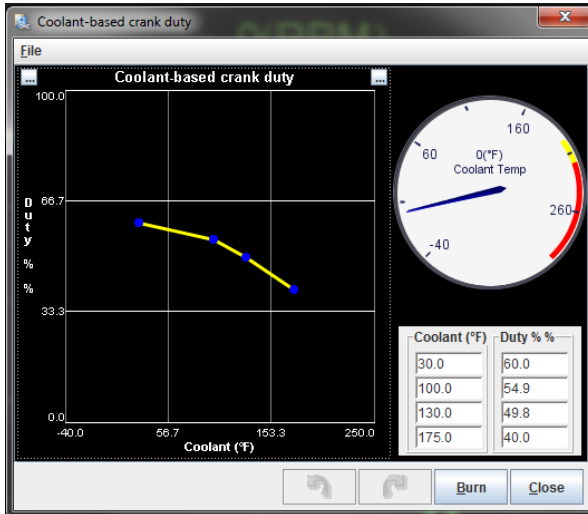 Coolant-based crank duty
File
... Coolant-based crank duty ...
100.0
66.7
33.3
0.0
Duty % %
-40.0 56.7 153.3 250.0
Coolant (°F)
160
60
0(°F)
Coolant Temp
260
-40
Coolant (°F) Duty % %
30.0 60.0
100.0 54.9
130.0 49.8
175.0 40.0
Burn Close